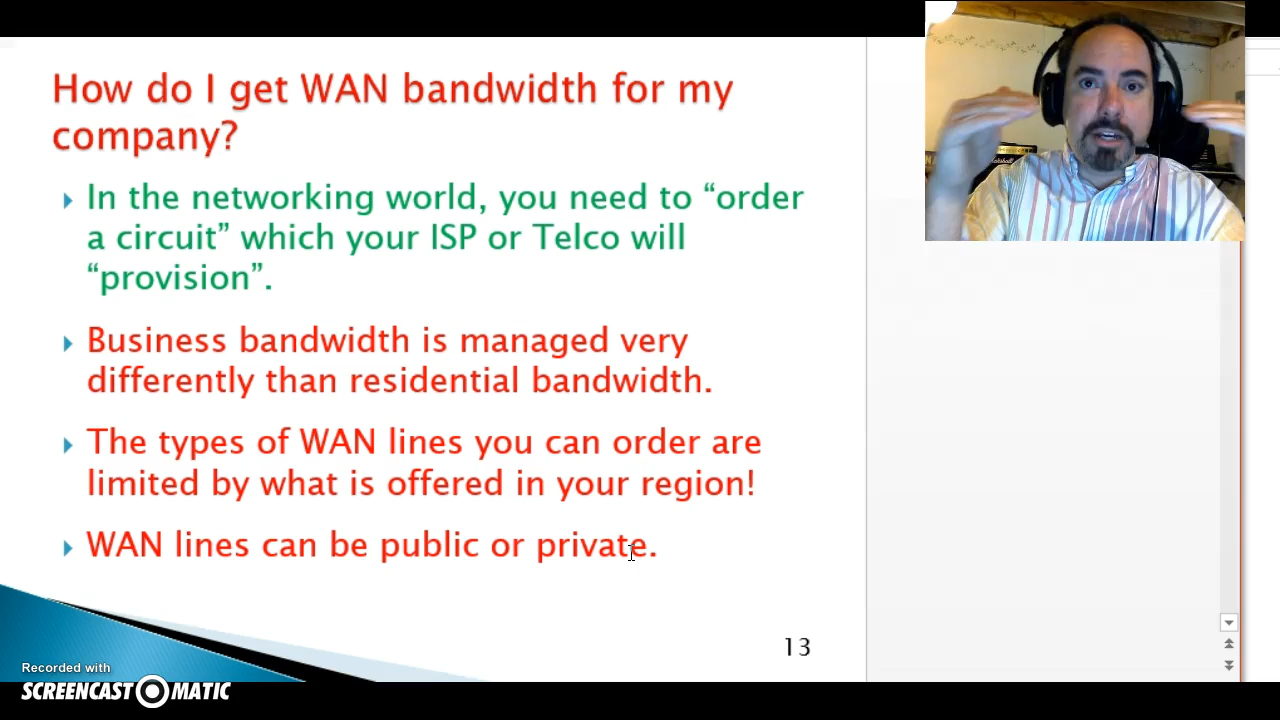 How do I get WAN bandwidth for my
company?
In the networking world, you need to “order
a circuit” which your ISP or Telco will
“provision”.
Business bandwidth is managed very
differently than residential bandwidth.
The types of WAN lines you can order are
limited by what is offered in your region!
WAN lines can be public or private.
13
Recorded with
SCREENCAST-O-MATIC
Marshall